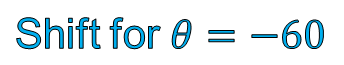 Shift for θ = −60